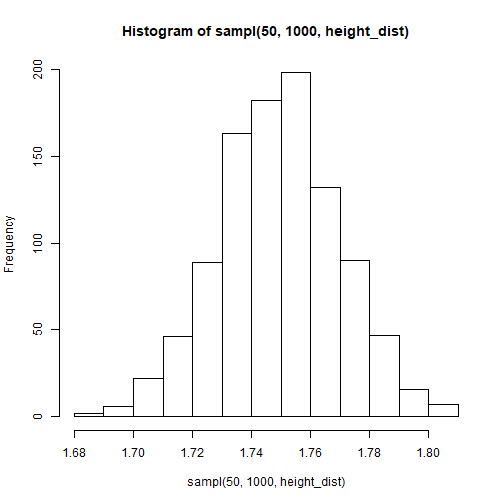 Histogram of sampl(50, 1000, height_dist)
Frequency
200
150
100
50
0
1.68 1.70 1.72 1.74 1.76 1.78 1.80
sampl(50, 1000, height_dist)